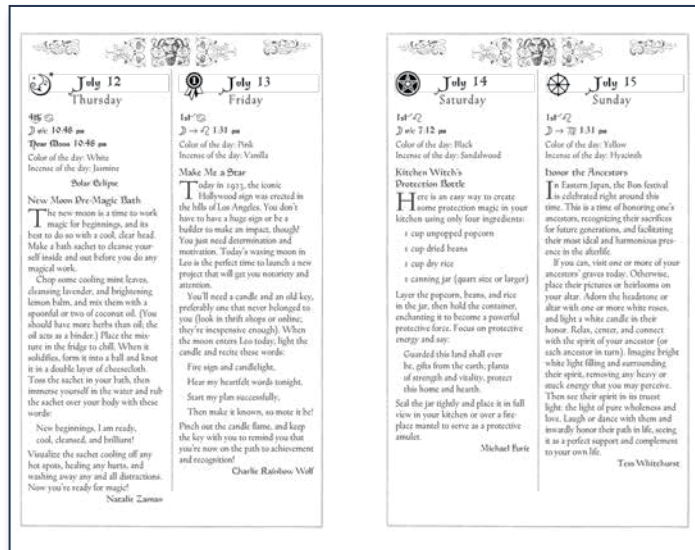 July 12
Thursday
4th
☽ v/c 10:48 pm
New Moon 10:48 pm
Color of the day: White
Incense of the day: Jasmine
Solar Eclipse
New Moon Pre-Magic Bath
The new moon is a time to work
magic for beginnings, and its
best to do so with a cool, clear head.
Make a bath sachet to cleanse your-
self inside and out before you do any
magical work.
Chop some cooling mint leaves,
cleansing lavender, and brightening
lemon balm, and mix them with a
spoonful or two of coconut oil. (You
should have more herbs than oil; the
oil acts as a binder.) Place the mix-
ture in the fridge to chill. When it
solidifies, form it into a ball and knot
it in a double layer of cheesecloth.
Toss the sachet in your bath, then
immerse yourself in the water and rub
the sachet over your body with these
words:
New beginnings, I am ready,
cool, cleansed, and brilliant!
Visualize the sachet cooling off any
hot spots, healing any hurts, and
washing away any and all distractions.
Now you're ready for magic!
Natalie Zaman
July 13
Friday
1st
☽ → ♌ 1:31 pm
Color of the day: Pink
Incense of the day: Vanilla
Make Me a Star
Today in 1923, the iconic
Hollywood sign was erected in
the hills of Los Angeles. You don't
have to have a huge sign or be a
builder to make an impact, though!
You just need determination and
motivation. Today's waxing moon in
Leo is the perfect time to launch a new
project that will get you notoriety and
attention.
You'll need a candle and an old key,
preferably one that never belonged to
you (look in thrift shops or online;
they're inexpensive enough). When
the moon enters Leo today, light the
candle and recite these words:
Fire sign and candlelight,
Hear my heartfelt words tonight.
Start my plan successfully,
Then make it known, so mote it be!
Pinch out the candle flame, and keep
the key with you to remind you that
you're now on the path to achievement
and recognition!
Charlie Rainbow Wolf
July 14
Saturday
1st ♌
☽ v/c 7:12 pm
Color of the day: Black
Incense of the day: Sandalwood
Kitchen Witch's
Protection Bottle
Here is an easy way to create
some protection magic in your
kitchen using only four ingredients:
1 cup unpopped popcorn
1 cup dried beans
1 cup dry rice
1 canning jar (quart size or larger)
Layer the popcorn, beans, and rice
in the jar, then hold the container,
enchanting it to become a powerful
protective force. Focus on protective
energy and say:
Guarded this land shall ever
be, gifts from the earth; plants
of strength and vitality, protect
this home and hearth.
Seal the jar tightly and place it in full
view in your kitchen or over a fire-
place mantel to serve as a protective
amulet.
Michael Furie
July 15
Sunday
1st ♌
☽ → ♍ 1:31 pm
Color of the day: Yellow
Incense of the day: Hyacinth
Honor the Ancestors
In Eastern Japan, the Bon festival
is celebrated right around this
time. This is a time of honoring one's
ancestors, recognizing their sacrifices
for future generations, and facilitating
their most ideal and harmonious pres-
ence in the afterlife.
If you can, visit one or more of your
ancestors' graves today. Otherwise,
place their pictures or heirlooms on
your altar. Adorn the headstone or
altar with one or more white roses,
and light a white candle in their
honor. Relax, center, and connect
with the spirit of your ancestor (or
each ancestor in turn). Imagine bright
white light filling and surrounding
their spirit, removing any heavy or
stuck energy that you may perceive.
Then see their spirit in its truest
light: the light of pure wholeness and
love. Laugh or dance with them and
inwardly honor their path in life, seeing
it as a perfect support and complement
to your own life.
Tess Whitehurst